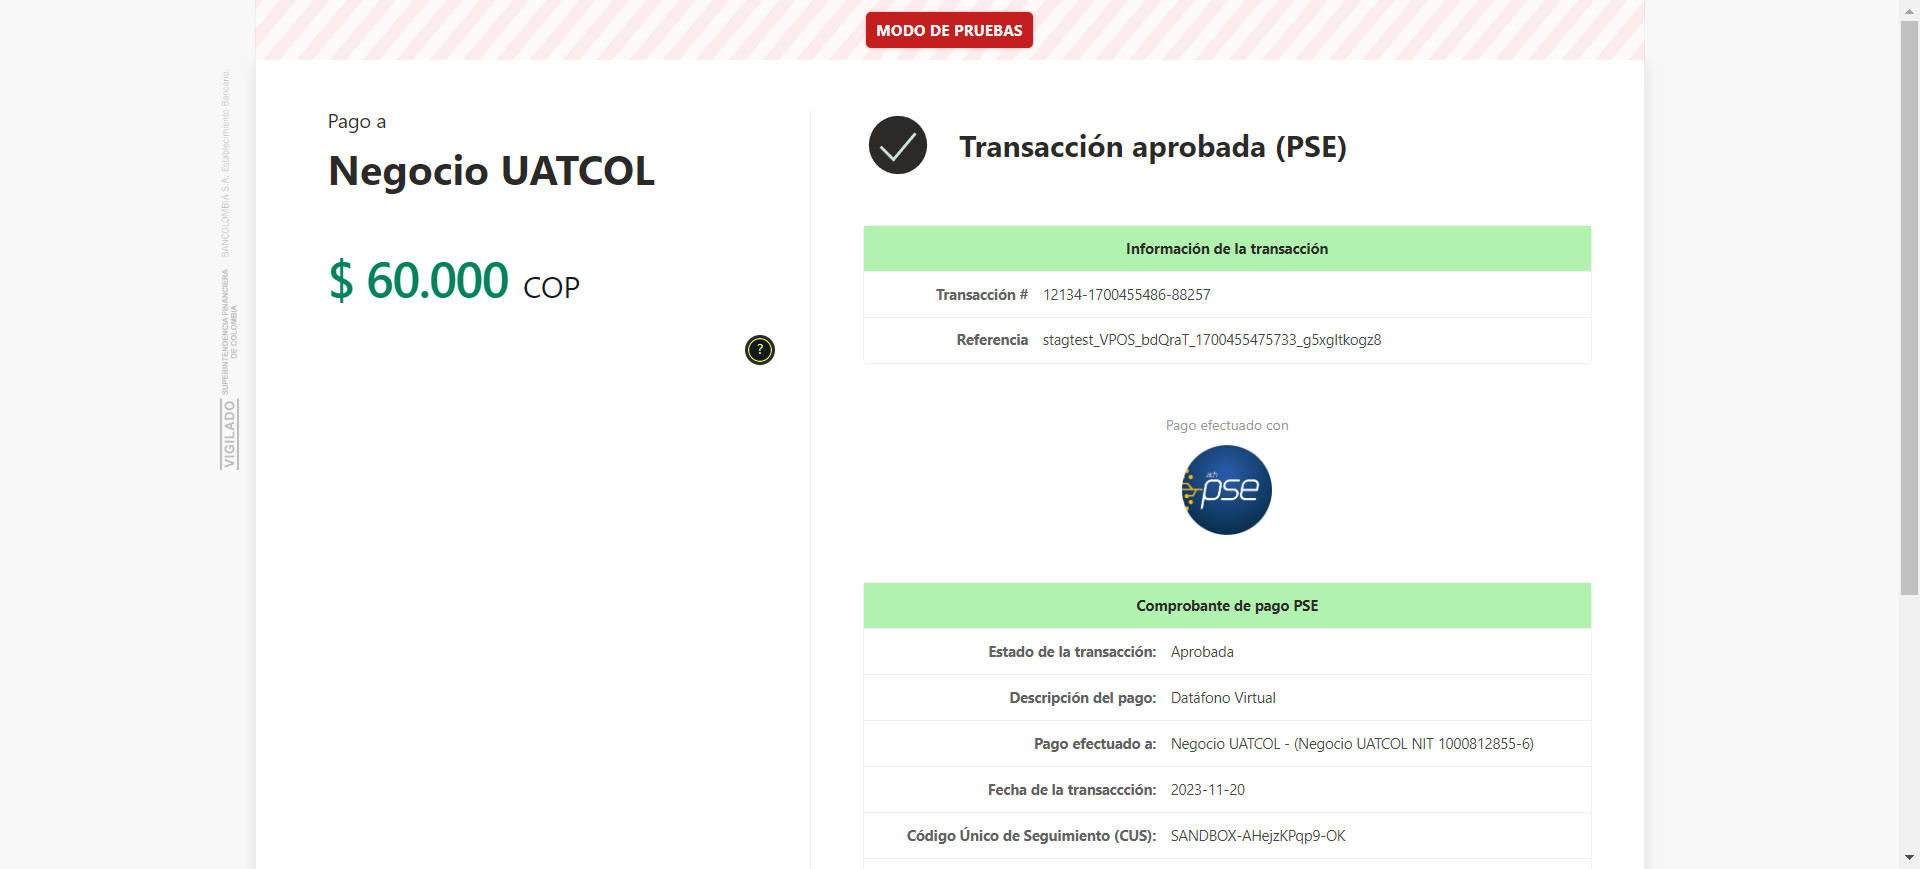 MODO DE PRUEBAS
BANCOLOMBIA S.A. Establecimiento Bancario.
SUPERINTENDENCIA FINANCIERA
DE COLOMBIA
VIGILADO
Pago a
Negocio UATCOL
$ 60.000 COP
?
Transacción aprobada (PSE)
Información de la transacción
Transacción # 12134-1700455486-88257
Referencia stagtest_VPOS_bdQraT_1700455475733_g5xgltkogz8
Pago efectuado con
ach
pse
Comprobante de pago PSE
Estado de la transacción: Aprobada
Descripción del pago: Datáfono Virtual
Pago efectuado a: Negocio UATCOL - (Negocio UATCOL NIT 1000812855-6)
Fecha de la transaccción: 2023-11-20
Código Único de Seguimiento (CUS): SANDBOX-AHejzKPqp9-OK